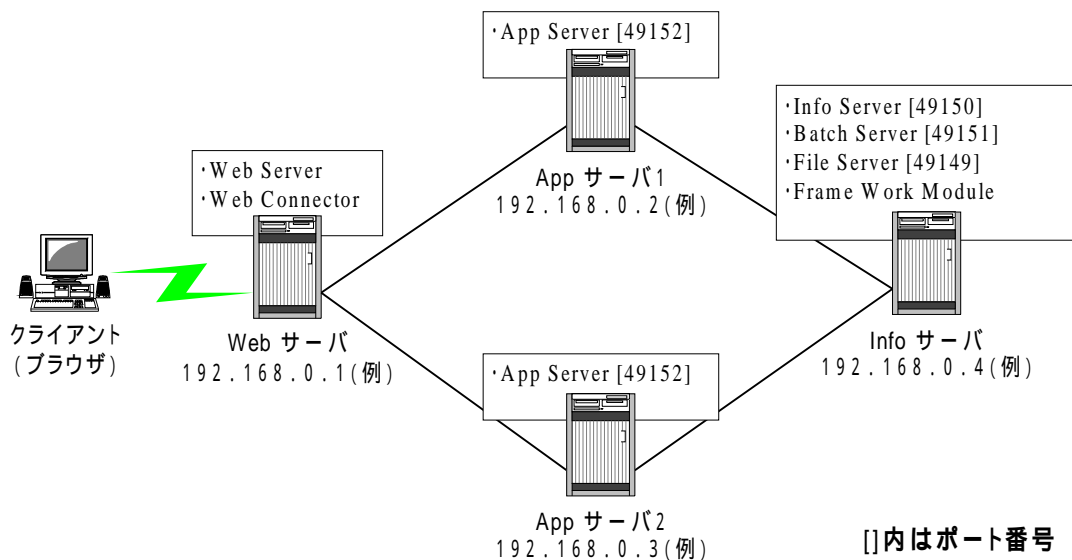 ・App Server [49152]
App サーバ1
192.168.0.2(例)
・Info Server [49150]
・Batch Server [49151]
・File Server [49149]
・Frame Work Module
・Web Server
・Web Connector
クライアント
(ブラウザ)
Web サーバ
192.168.0.1(例)
Info サーバ
192.168.0.4(例)
・App Server [49152]
App サーバ2
192.168.0.3(例)
[]内はポート番号